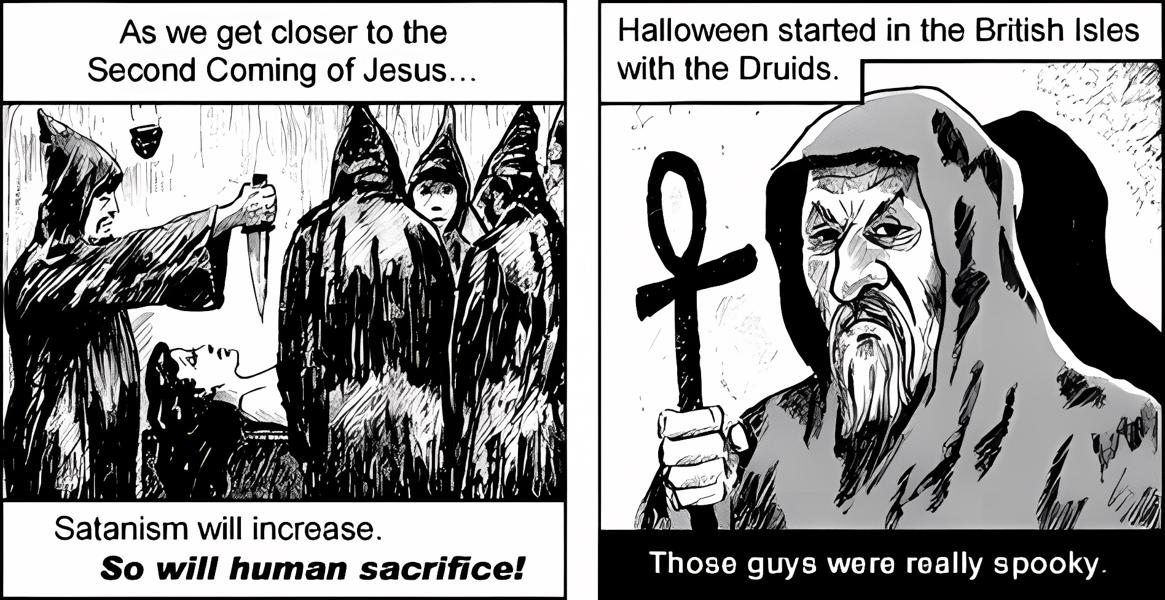 As we get closer to the
Second Coming of Jesus...
Satanism will increase.
So will human sacrifice!
Halloween started in the British Isles
with the Druids.
Those guys were really spooky.